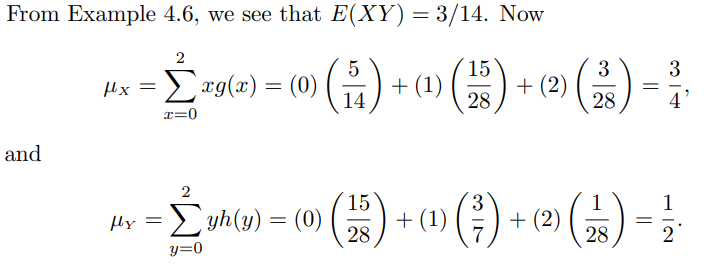 From Example 4.6, we see that E(XY) = 3/14. Now
μ_X = ∑_{x=0}^{2} xg(x) = (0) (5/14) + (1) (15/28) + (2) (3/28) = 3/4,
and
μ_Y = ∑_{y=0}^{2} yh(y) = (0) (15/28) + (1) (3/7) + (2) (1/28) = 1/2.